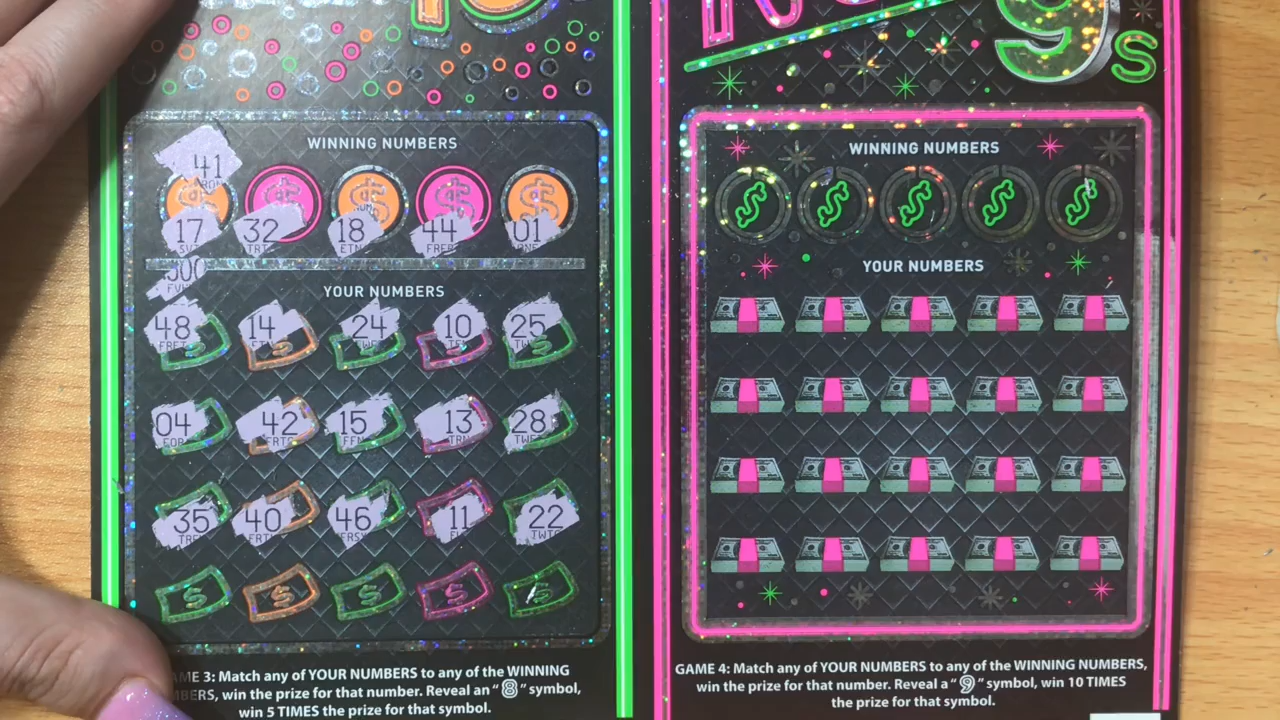 9s
WINNING NUMBERS
41
17 32 18 44 01
YOUR NUMBERS
48 14 24 10 25
04 42 15 13 28
35 40 46 11 22
GAME 3: Match any of YOUR NUMBERS to any of the WINNING
NUMBERS, win the prize for that number. Reveal an "8" symbol,
win 5 TIMES the prize for that symbol.
WINNING NUMBERS
YOUR NUMBERS
GAME 4: Match any of YOUR NUMBERS to any of the WINNING NUMBERS,
win the prize for that number. Reveal a "9" symbol, win 10 TIMES
the prize for that symbol.